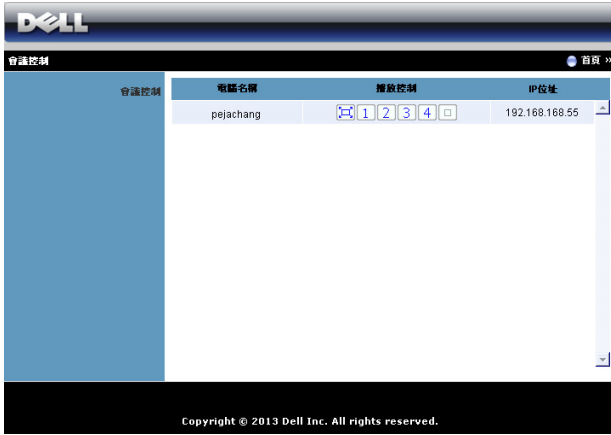 DELL
會議控制
首頁 »
會議控制
電腦名稱 播放控制 IP位址
pejachang 1 2 3 4 192.168.168.55
Copyright © 2013 Dell Inc. All rights reserved.